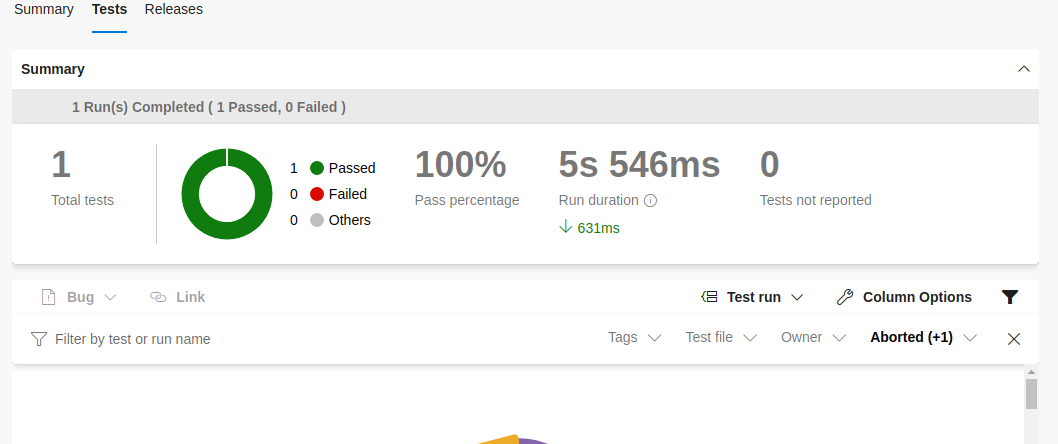 Summary Tests Releases
Summary
1 Run(s) Completed ( 1 Passed, 0 Failed )
1
Total tests
1 Passed
0 Failed
0 Others
100%
Pass percentage
5s 546ms
Run duration
631ms
0
Tests not reported
Bug Link Test run Column Options
Filter by test or run name Tags Test file Owner Aborted (+1)